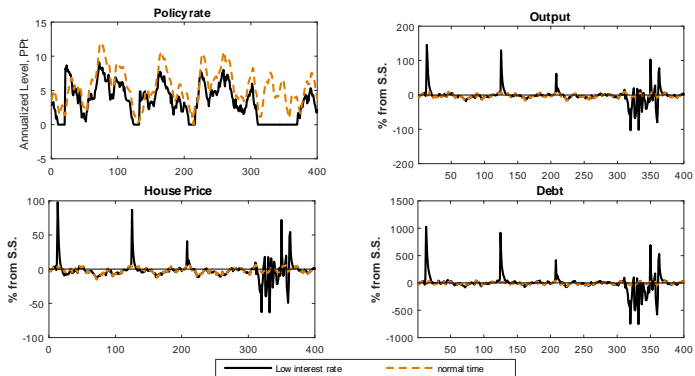 Policy rate
Annualized Level, PPt
15
10
5
0
-5
0 100 200 300 400
Output
% from S.S.
200
100
0
-100
-200
50 100 150 200 250 300 350 400
House Price
% from S.S.
100
50
0
-50
-100
0 100 200 300 400
Debt
% from S.S.
1500
1000
500
0
-500
-1000
50 100 150 200 250 300 350 400
Low interest rate normal time